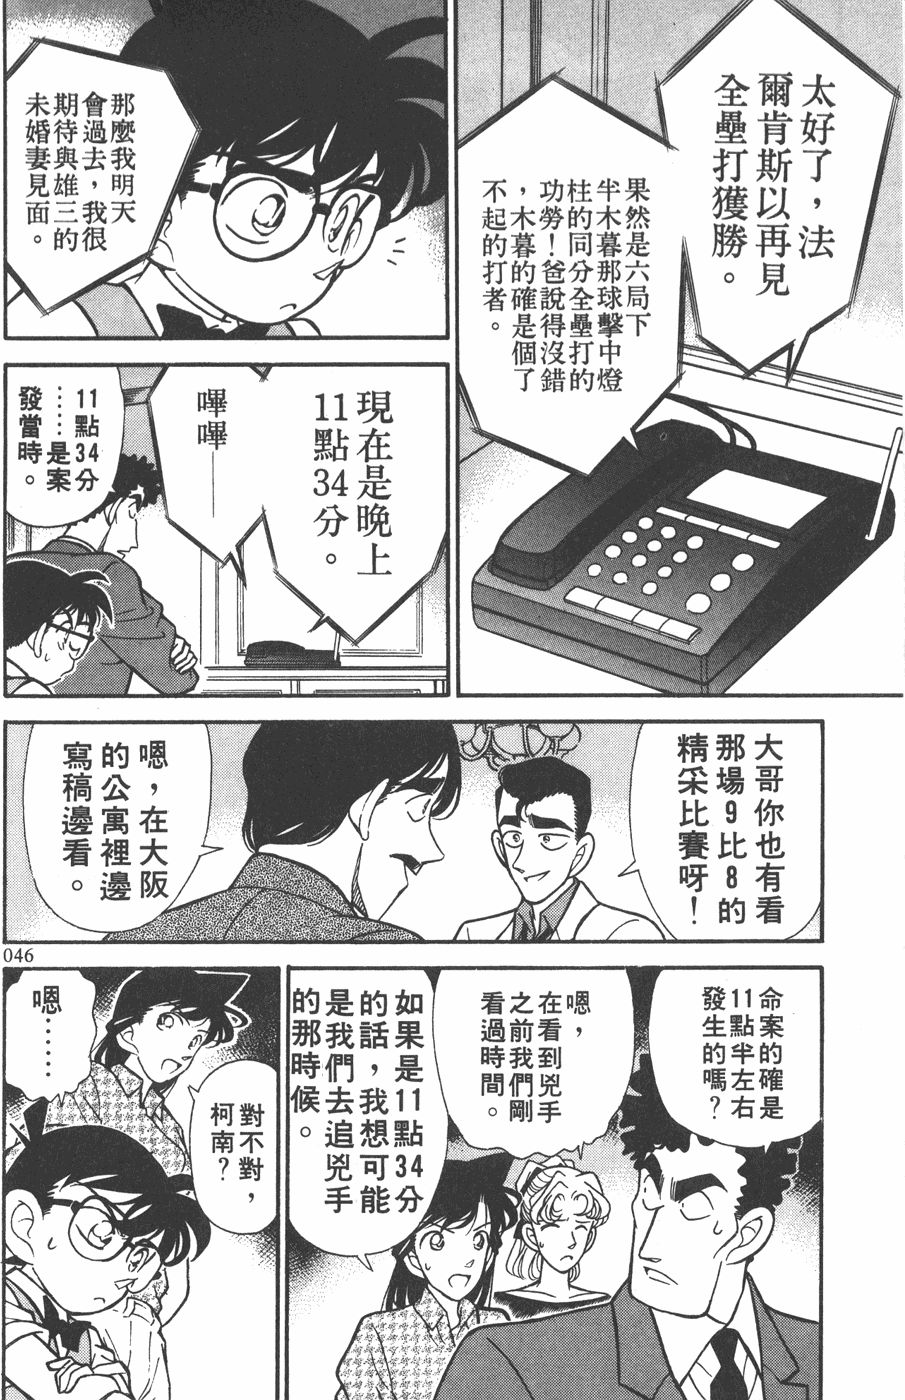 太好了，法
爾肯斯以再見
全壘打獲勝。
果然是六局下
半木暮那球擊中燈
柱的同分全壘打的
功勞！爸說得沒錯
，木暮的確是個了
不起的打者。
那麼我明天
會過去，我很
期待與雄三的
未婚妻見面。
現在是晚上
11點34分。
嗶嗶——
11點34分
……是案
發當時。
大哥你也有看
那場9比8的
精采比賽呀！
嗯，在大阪
的公寓裡邊
寫稿邊看。
046
命案的確是
11點半左右
發生的嗎？
嗯，
在看到兇手
之前我們剛
看過時間。
如果是11點34分
的話，我想可能
是我們去追兇手
的那時候。
對不對，
柯南？
嗯……